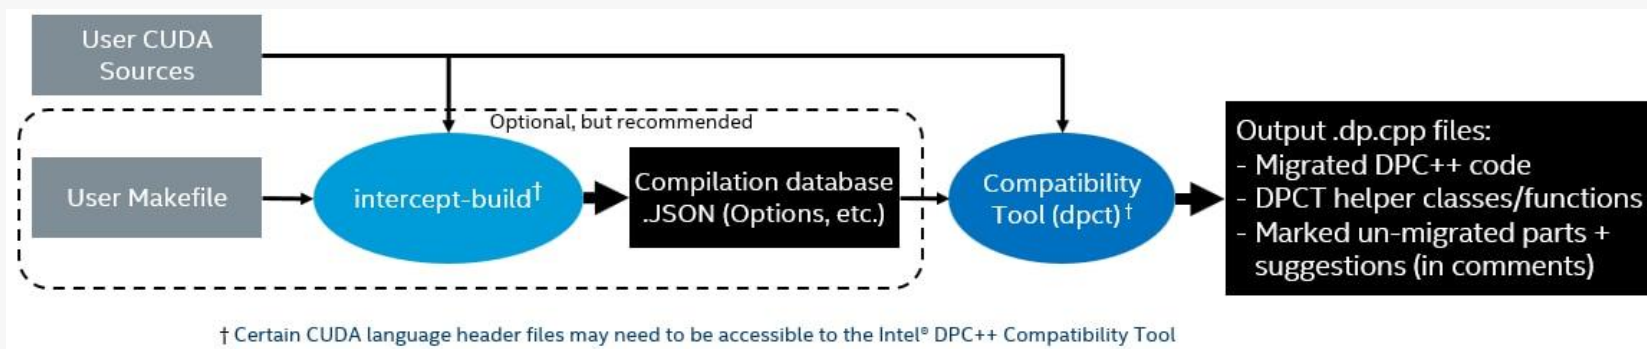 User CUDA
Sources
Optional, but recommended
User Makefile
intercept-build†
Compilation database
.JSON (Options, etc.)
Compatibility
Tool (dpct)†
Output .dp.cpp files:
- Migrated DPC++ code
- DPCT helper classes/functions
- Marked un-migrated parts +
suggestions (in comments)
† Certain CUDA language header files may need to be accessible to the Intel® DPC++ Compatibility Tool